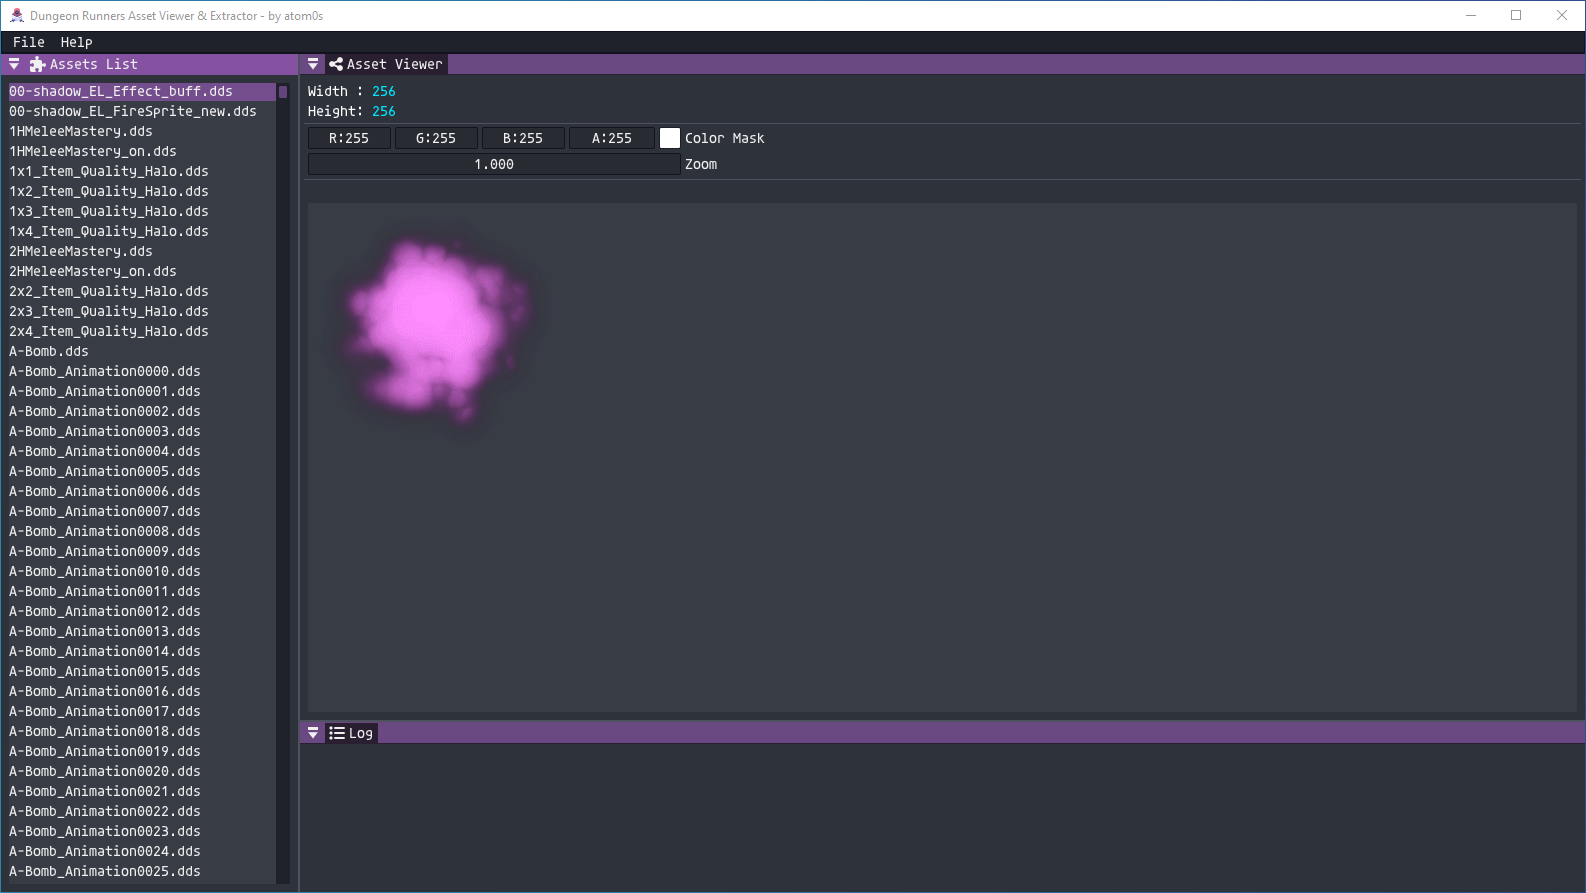 Dungeon Runners Asset Viewer & Extractor - by atom0s
File Help
Assets List
00-shadow_EL_Effect_buff.dds
00-shadow_EL_FireSprite_new.dds
1HMeleeMastery.dds
1HMeleeMastery_on.dds
1x1_Item_Quality_Halo.dds
1x2_Item_Quality_Halo.dds
1x3_Item_Quality_Halo.dds
1x4_Item_Quality_Halo.dds
2HMeleeMastery.dds
2HMeleeMastery_on.dds
2x2_Item_Quality_Halo.dds
2x3_Item_Quality_Halo.dds
2x4_Item_Quality_Halo.dds
A-Bomb.dds
A-Bomb_Animation0000.dds
A-Bomb_Animation0001.dds
A-Bomb_Animation0002.dds
A-Bomb_Animation0003.dds
A-Bomb_Animation0004.dds
A-Bomb_Animation0005.dds
A-Bomb_Animation0006.dds
A-Bomb_Animation0007.dds
A-Bomb_Animation0008.dds
A-Bomb_Animation0009.dds
A-Bomb_Animation0010.dds
A-Bomb_Animation0011.dds
A-Bomb_Animation0012.dds
A-Bomb_Animation0013.dds
A-Bomb_Animation0014.dds
A-Bomb_Animation0015.dds
A-Bomb_Animation0016.dds
A-Bomb_Animation0017.dds
A-Bomb_Animation0018.dds
A-Bomb_Animation0019.dds
A-Bomb_Animation0020.dds
A-Bomb_Animation0021.dds
A-Bomb_Animation0022.dds
A-Bomb_Animation0023.dds
A-Bomb_Animation0024.dds
A-Bomb_Animation0025.dds
Asset Viewer
Width : 256
Height: 256
R:255 G:255 B:255 A:255 Color Mask
1.000 Zoom
Log